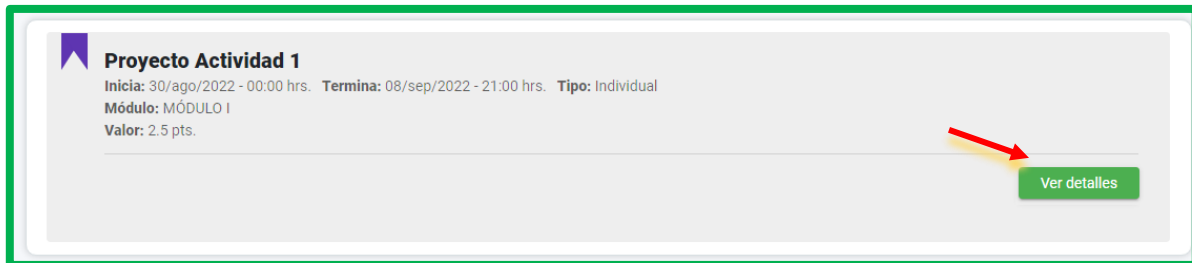 Proyecto Actividad 1
Inicia: 30/ago/2022 - 00:00 hrs. Termina: 08/sep/2022 - 21:00 hrs. Tipo: Individual
Módulo: MÓDULO I
Valor: 2.5 pts.
Ver detalles